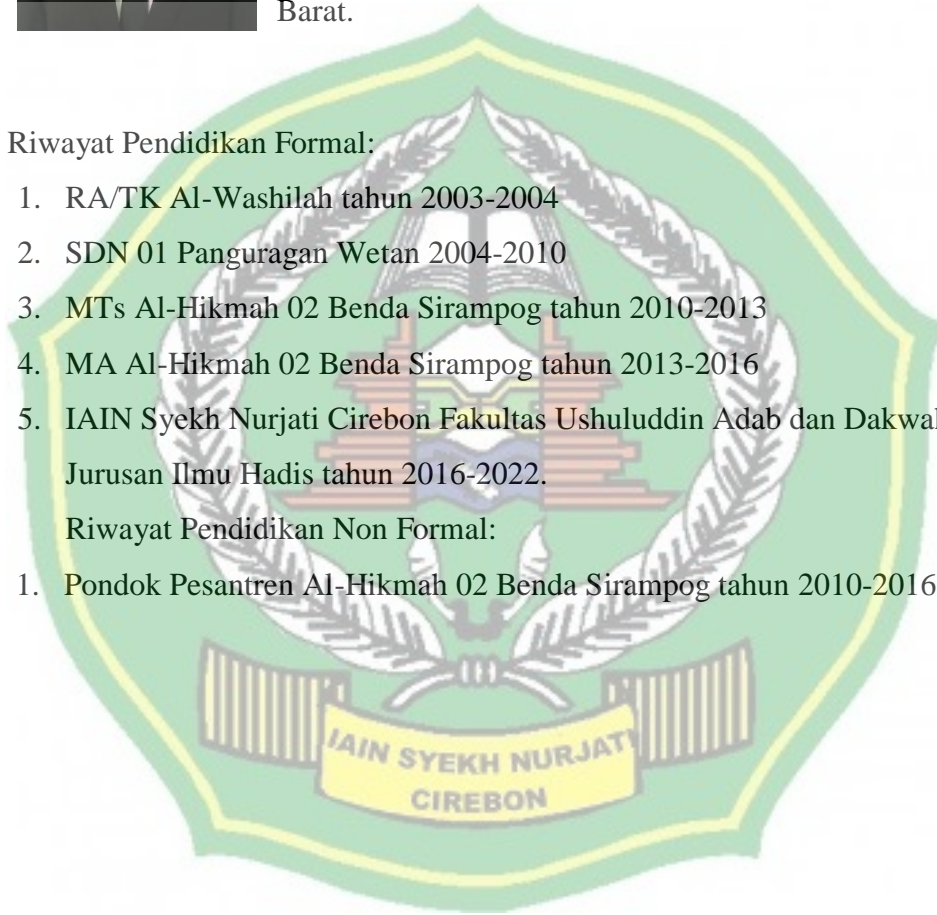 Barat.
Riwayat Pendidikan Formal:
1. RA/TK Al-Washilah tahun 2003-2004
2. SDN 01 Panguragan Wetan 2004-2010
3. MTs Al-Hikmah 02 Benda Sirampog tahun 2010-2013
4. MA Al-Hikmah 02 Benda Sirampog tahun 2013-2016
5. IAIN Syekh Nurjati Cirebon Fakultas Ushuluddin Adab dan Dakwah
Jurusan Ilmu Hadis tahun 2016-2022.
Riwayat Pendidikan Non Formal:
1. Pondok Pesantren Al-Hikmah 02 Benda Sirampog tahun 2010-2016
IAIN SYEKH NURJATI
CIREBON